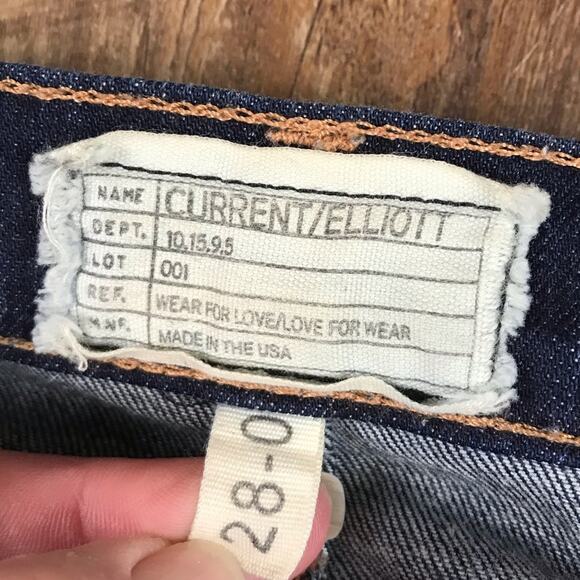 NAME CURRENT/ELLIOTT
DEPT. 10.15.9.5
LOT 001
REF. WEAR FOR LOVE/LOVE FOR WEAR
MNF. MADE IN THE USA
28-0